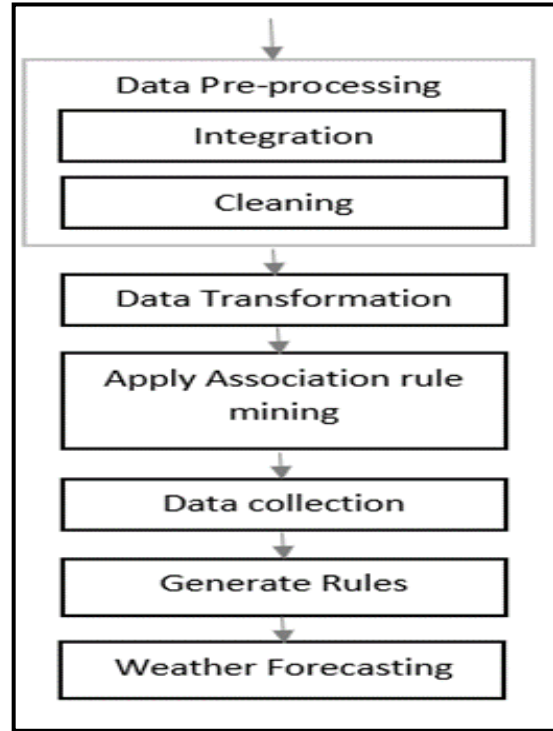 Data Pre-processing
Integration
Cleaning
Data Transformation
Apply Association rule
mining
Data collection
Generate Rules
Weather Forecasting